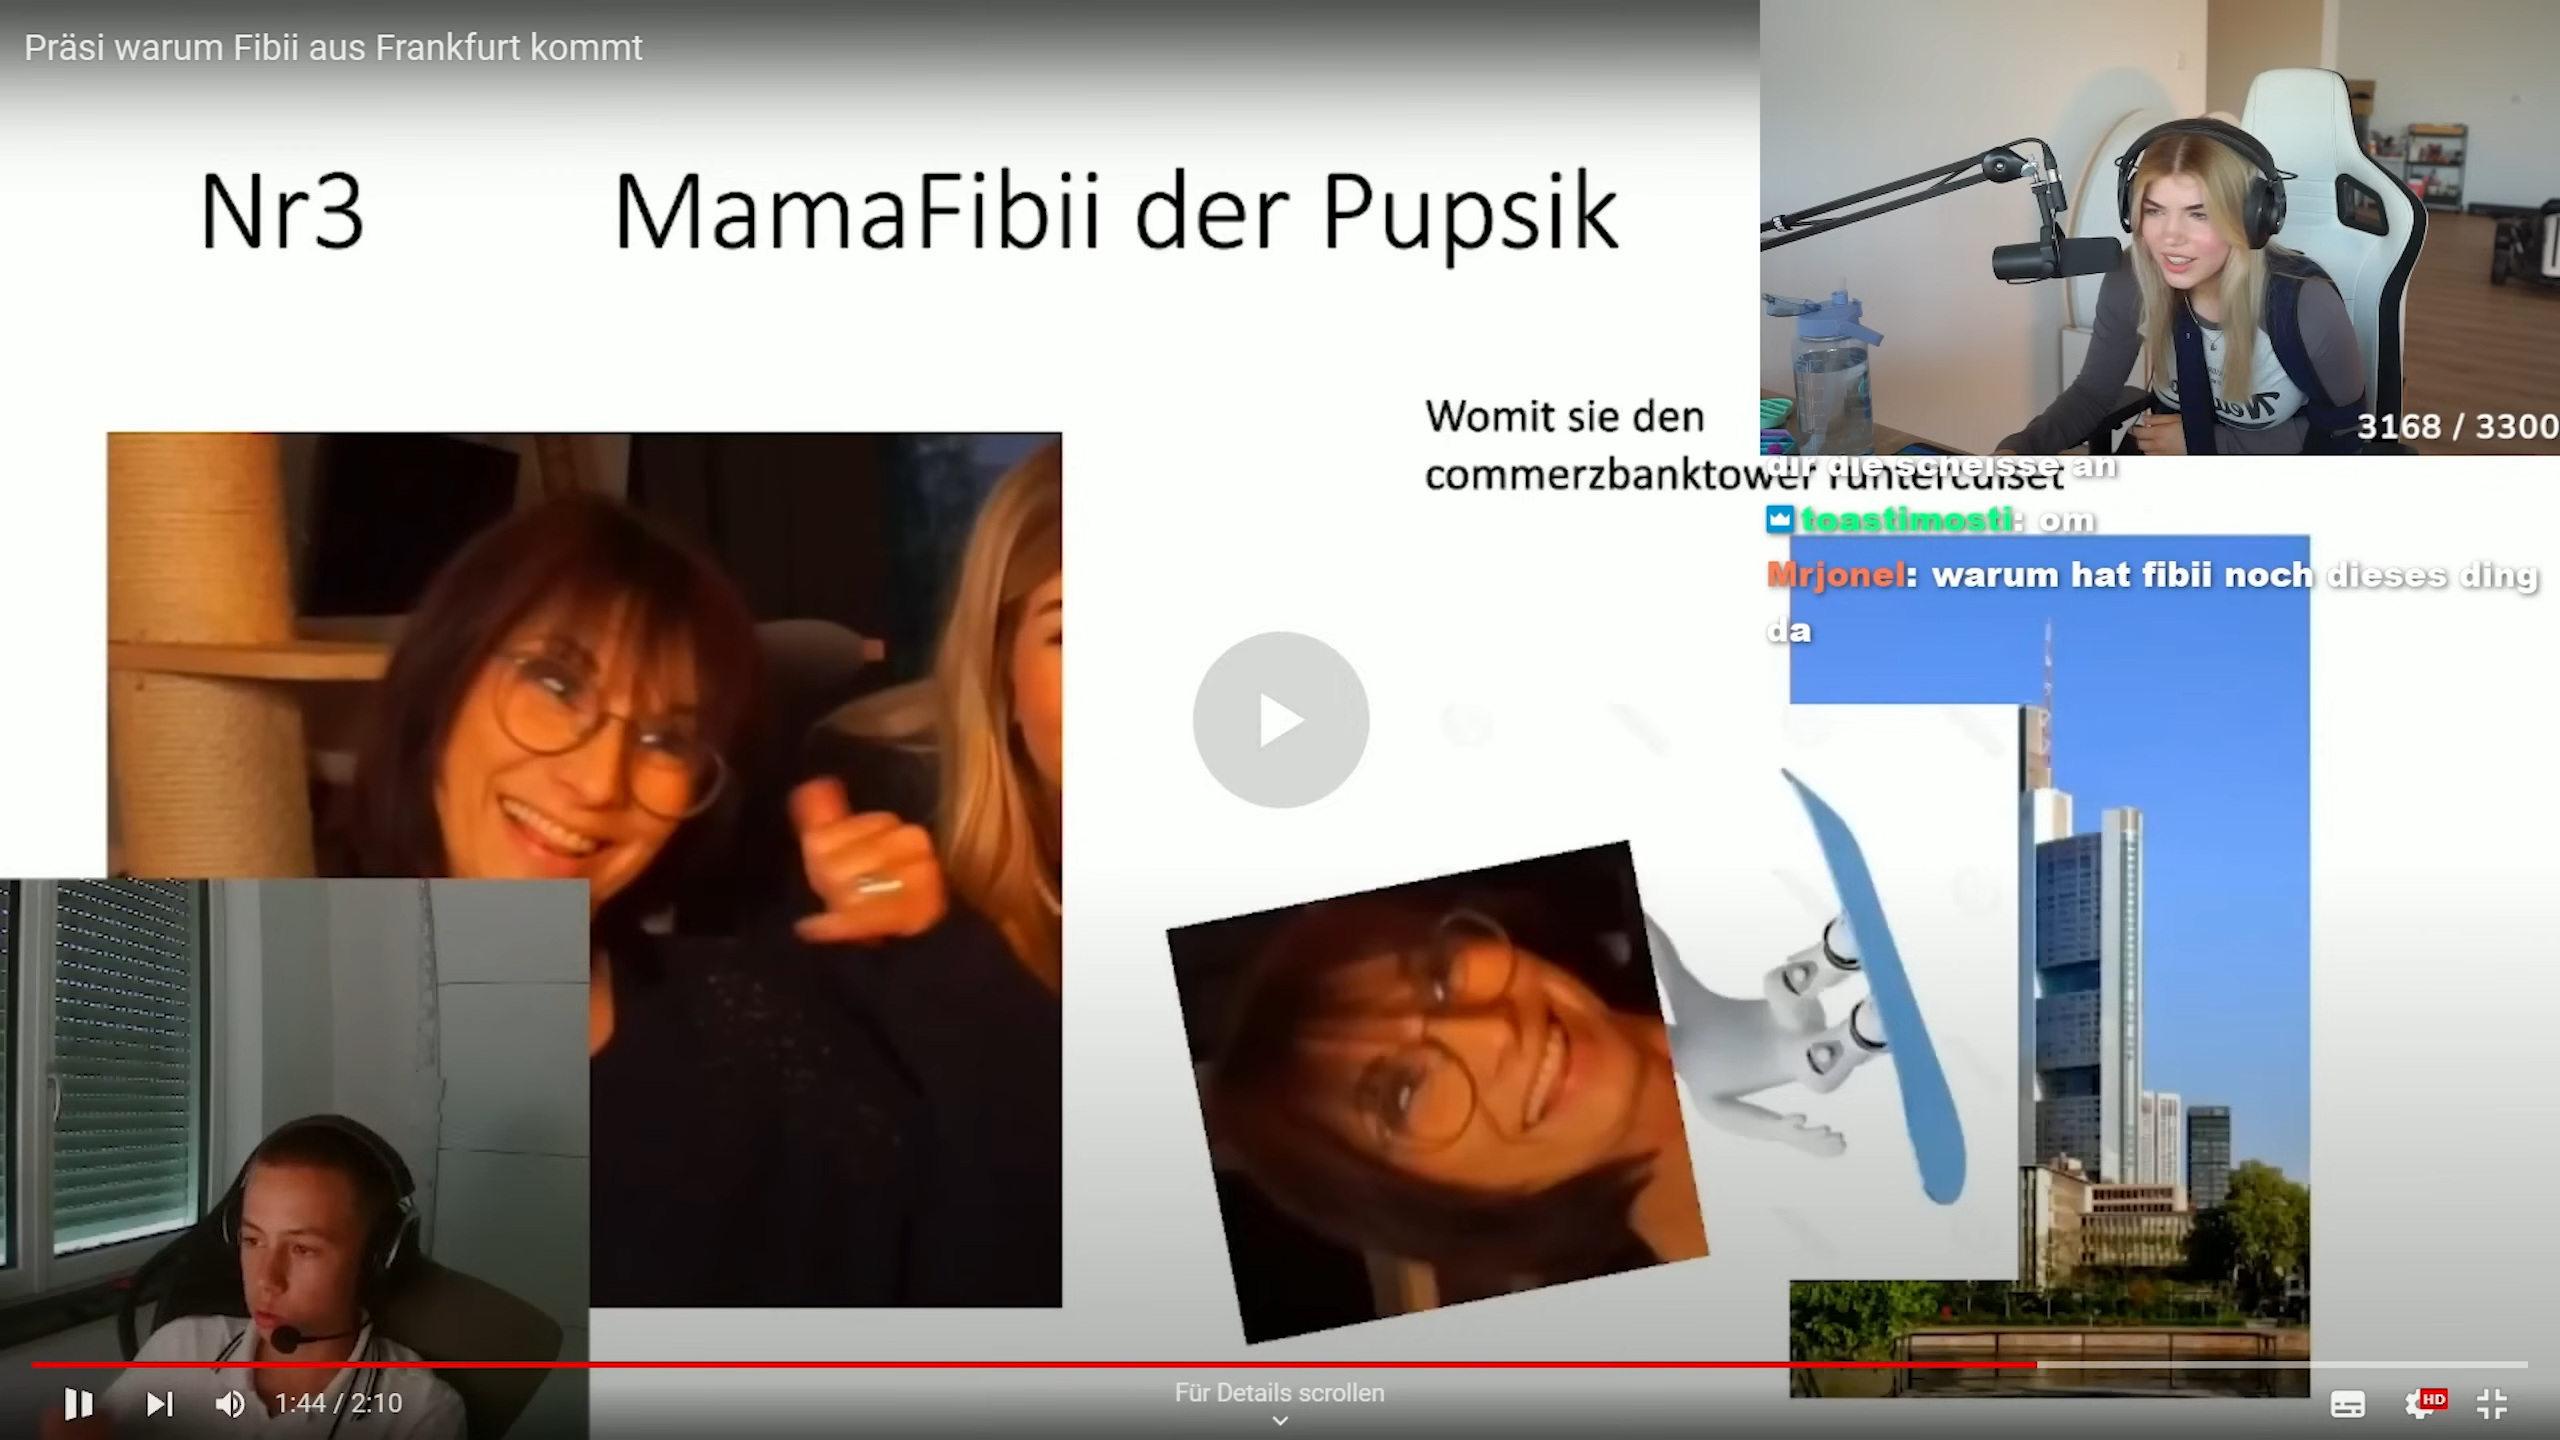 Präsi warum Fibii aus Frankfurt kommt
Nr3 MamaFibii der Pupsik
Womit sie den
commerzbanktower runtercuiset
3168 / 3300
dir die scheisse an
toastimosti: om
Mrjonel: warum hat fibii noch dieses ding
da
1:44 / 2:10
Für Details scrollen
HD